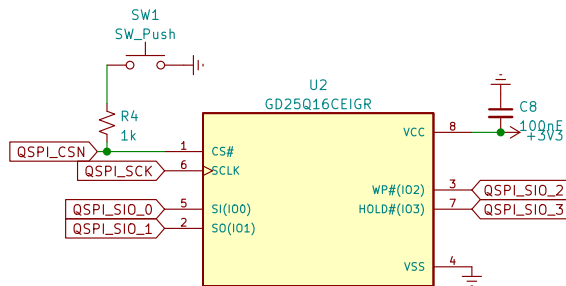 SW1
SW_Push
U2
GD25Q16CEIGR
R4
1k
C8
100nF
+3V3
QSPI_CSN
1
CS#
VCC
8
QSPI_SCK
6
SCLK
WP#(IO2)
3
QSPI_SIO_2
QSPI_SIO_0
5
SI(IO0)
HOLD#(IO3)
7
QSPI_SIO_3
QSPI_SIO_1
2
SO(IO1)
VSS
4